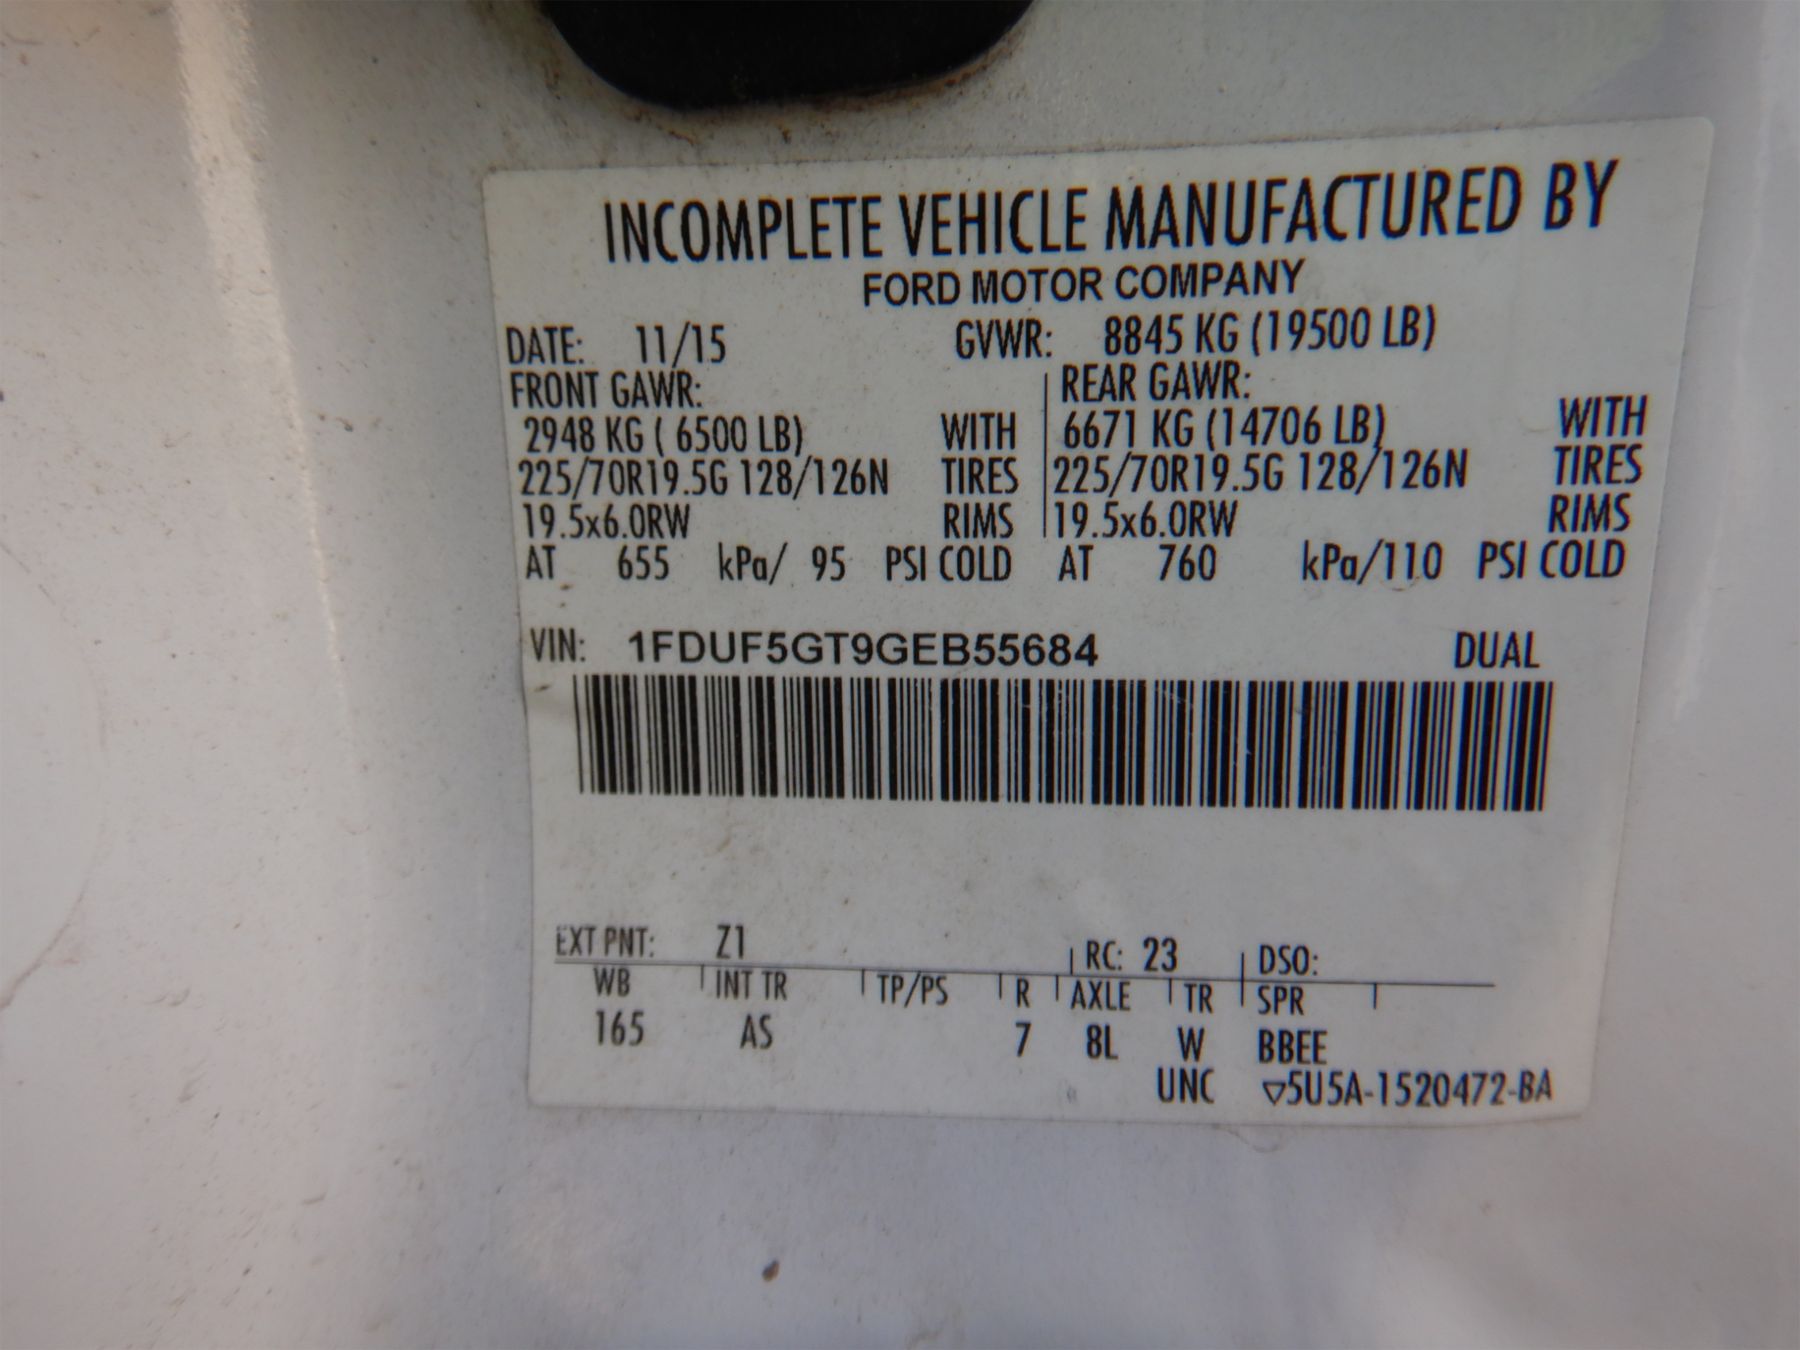 INCOMPLETE VEHICLE MANUFACTURED BY
FORD MOTOR COMPANY
DATE: 11/15 GVWR: 8845 KG (19500 LB)
FRONT GAWR: REAR GAWR:
2948 KG ( 6500 LB) WITH 6671 KG (14706 LB) WITH
225/70R19.5G 128/126N TIRES 225/70R19.5G 128/126N TIRES
19.5x6.0RW RIMS 19.5x6.0RW RIMS
AT 655 kPa/ 95 PSI COLD AT 760 kPa/110 PSI COLD
VIN: 1FDUF5GT9GEB55684 DUAL
EXT PNT: Z1 RC: 23 DSO:
WB INT TR TP/PS R AXLE TR SPR
165 AS 7 8L W BBEE
UNC ▽5U5A-1520472-BA